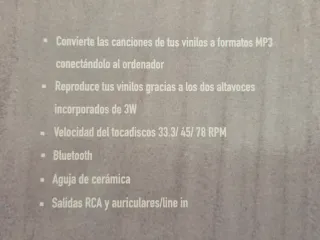 ▪ Convierte las canciones de tus vinilos a formatos MP3
conectándolo al ordenador
▪ Reproduce tus vinilos gracias a los dos altavoces
incorporados de 3W
▪ Velocidad del tocadiscos 33.3/ 45/ 78 RPM
▪ Bluetooth
▪ Aguja de cerámica
▪ Salidas RCA y auriculares/line in